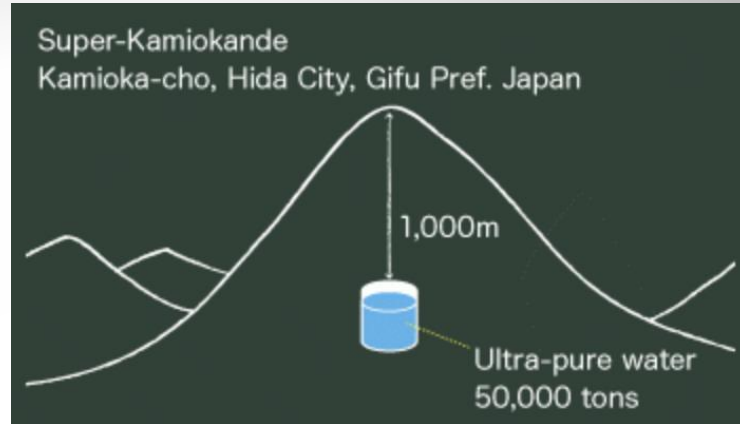 Super-Kamiokande
Kamioka-cho, Hida City, Gifu Pref. Japan
1,000m
Ultra-pure water
50,000 tons